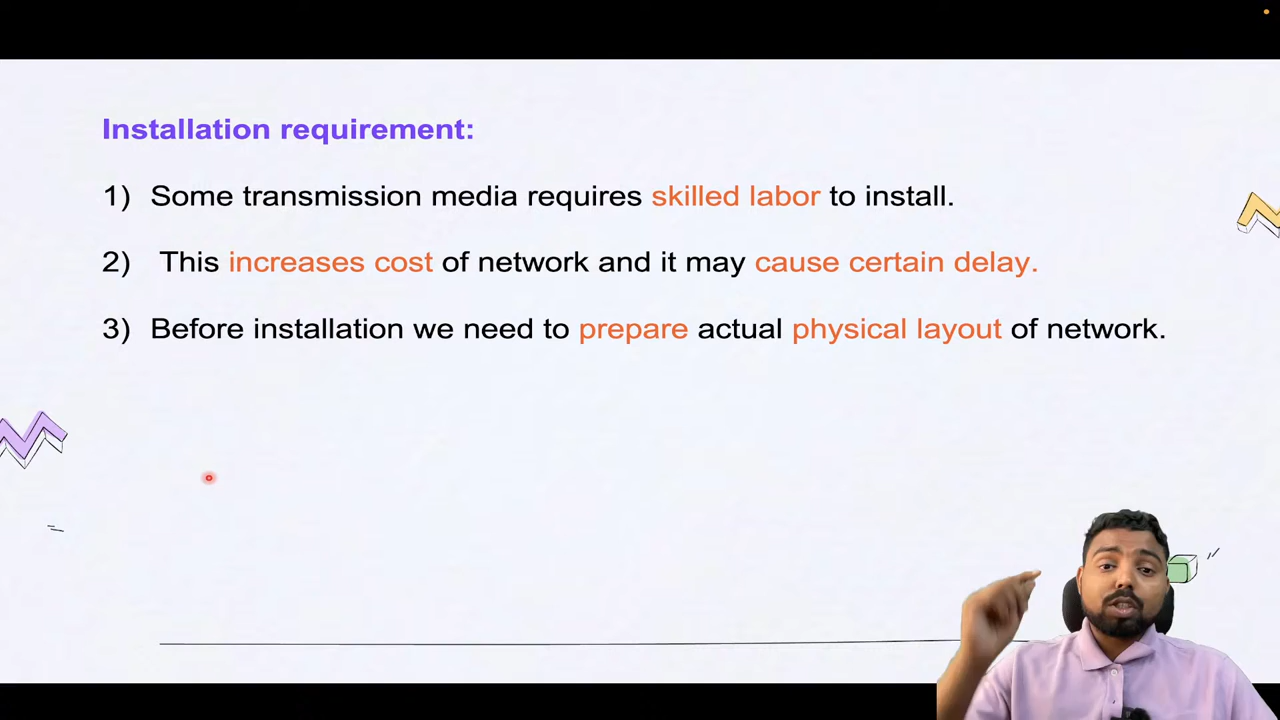 Installation requirement:
1) Some transmission media requires skilled labor to install.
2) This increases cost of network and it may cause certain delay.
3) Before installation we need to prepare actual physical layout of network.